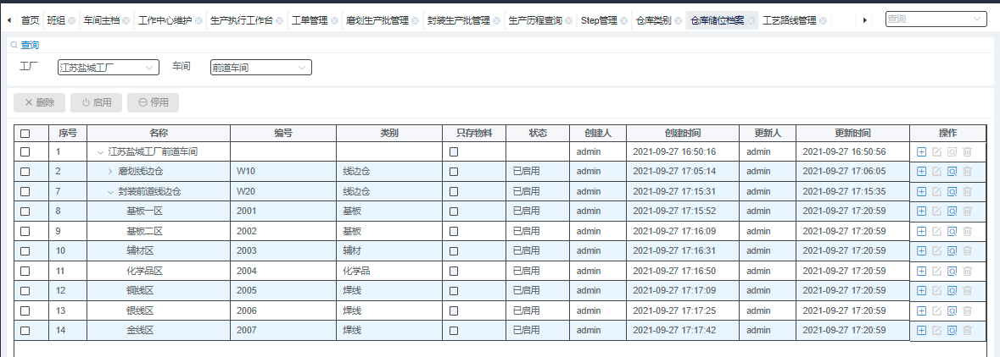 首页 班组 车间主档 工作中心维护 生产执行工作台 工单管理 磨划生产批管理 封装生产批管理 生产历程查询 Step管理 仓库类别 仓库储位档案 工艺路线管理 查询
查询
工厂 江苏盐城工厂 车间 前道车间
删除 启用 停用
序号 名称 编号 类别 只存物料 状态 创建人 创建时间 更新人 更新时间 操作
1 江苏盐城工厂前道车间 admin 2021-09-27 16:50:16 admin 2021-09-27 16:50:56
2 磨划线边仓 W10 线边仓 已启用 admin 2021-09-27 17:05:14 admin 2021-09-27 17:06:05
7 封装前道线边仓 W20 线边仓 已启用 admin 2021-09-27 17:15:31 admin 2021-09-27 17:15:35
8 基板一区 2001 基板 已启用 admin 2021-09-27 17:15:52 admin 2021-09-27 17:20:59
9 基板二区 2002 基板 已启用 admin 2021-09-27 17:16:09 admin 2021-09-27 17:20:59
10 辅材区 2003 辅材 已启用 admin 2021-09-27 17:16:31 admin 2021-09-27 17:20:59
11 化学品区 2004 化学品 已启用 admin 2021-09-27 17:16:50 admin 2021-09-27 17:20:59
12 铜线区 2005 焊线 已启用 admin 2021-09-27 17:17:09 admin 2021-09-27 17:20:59
13 银线区 2006 焊线 已启用 admin 2021-09-27 17:17:25 admin 2021-09-27 17:20:59
14 金线区 2007 焊线 已启用 admin 2021-09-27 17:17:42 admin 2021-09-27 17:20:59